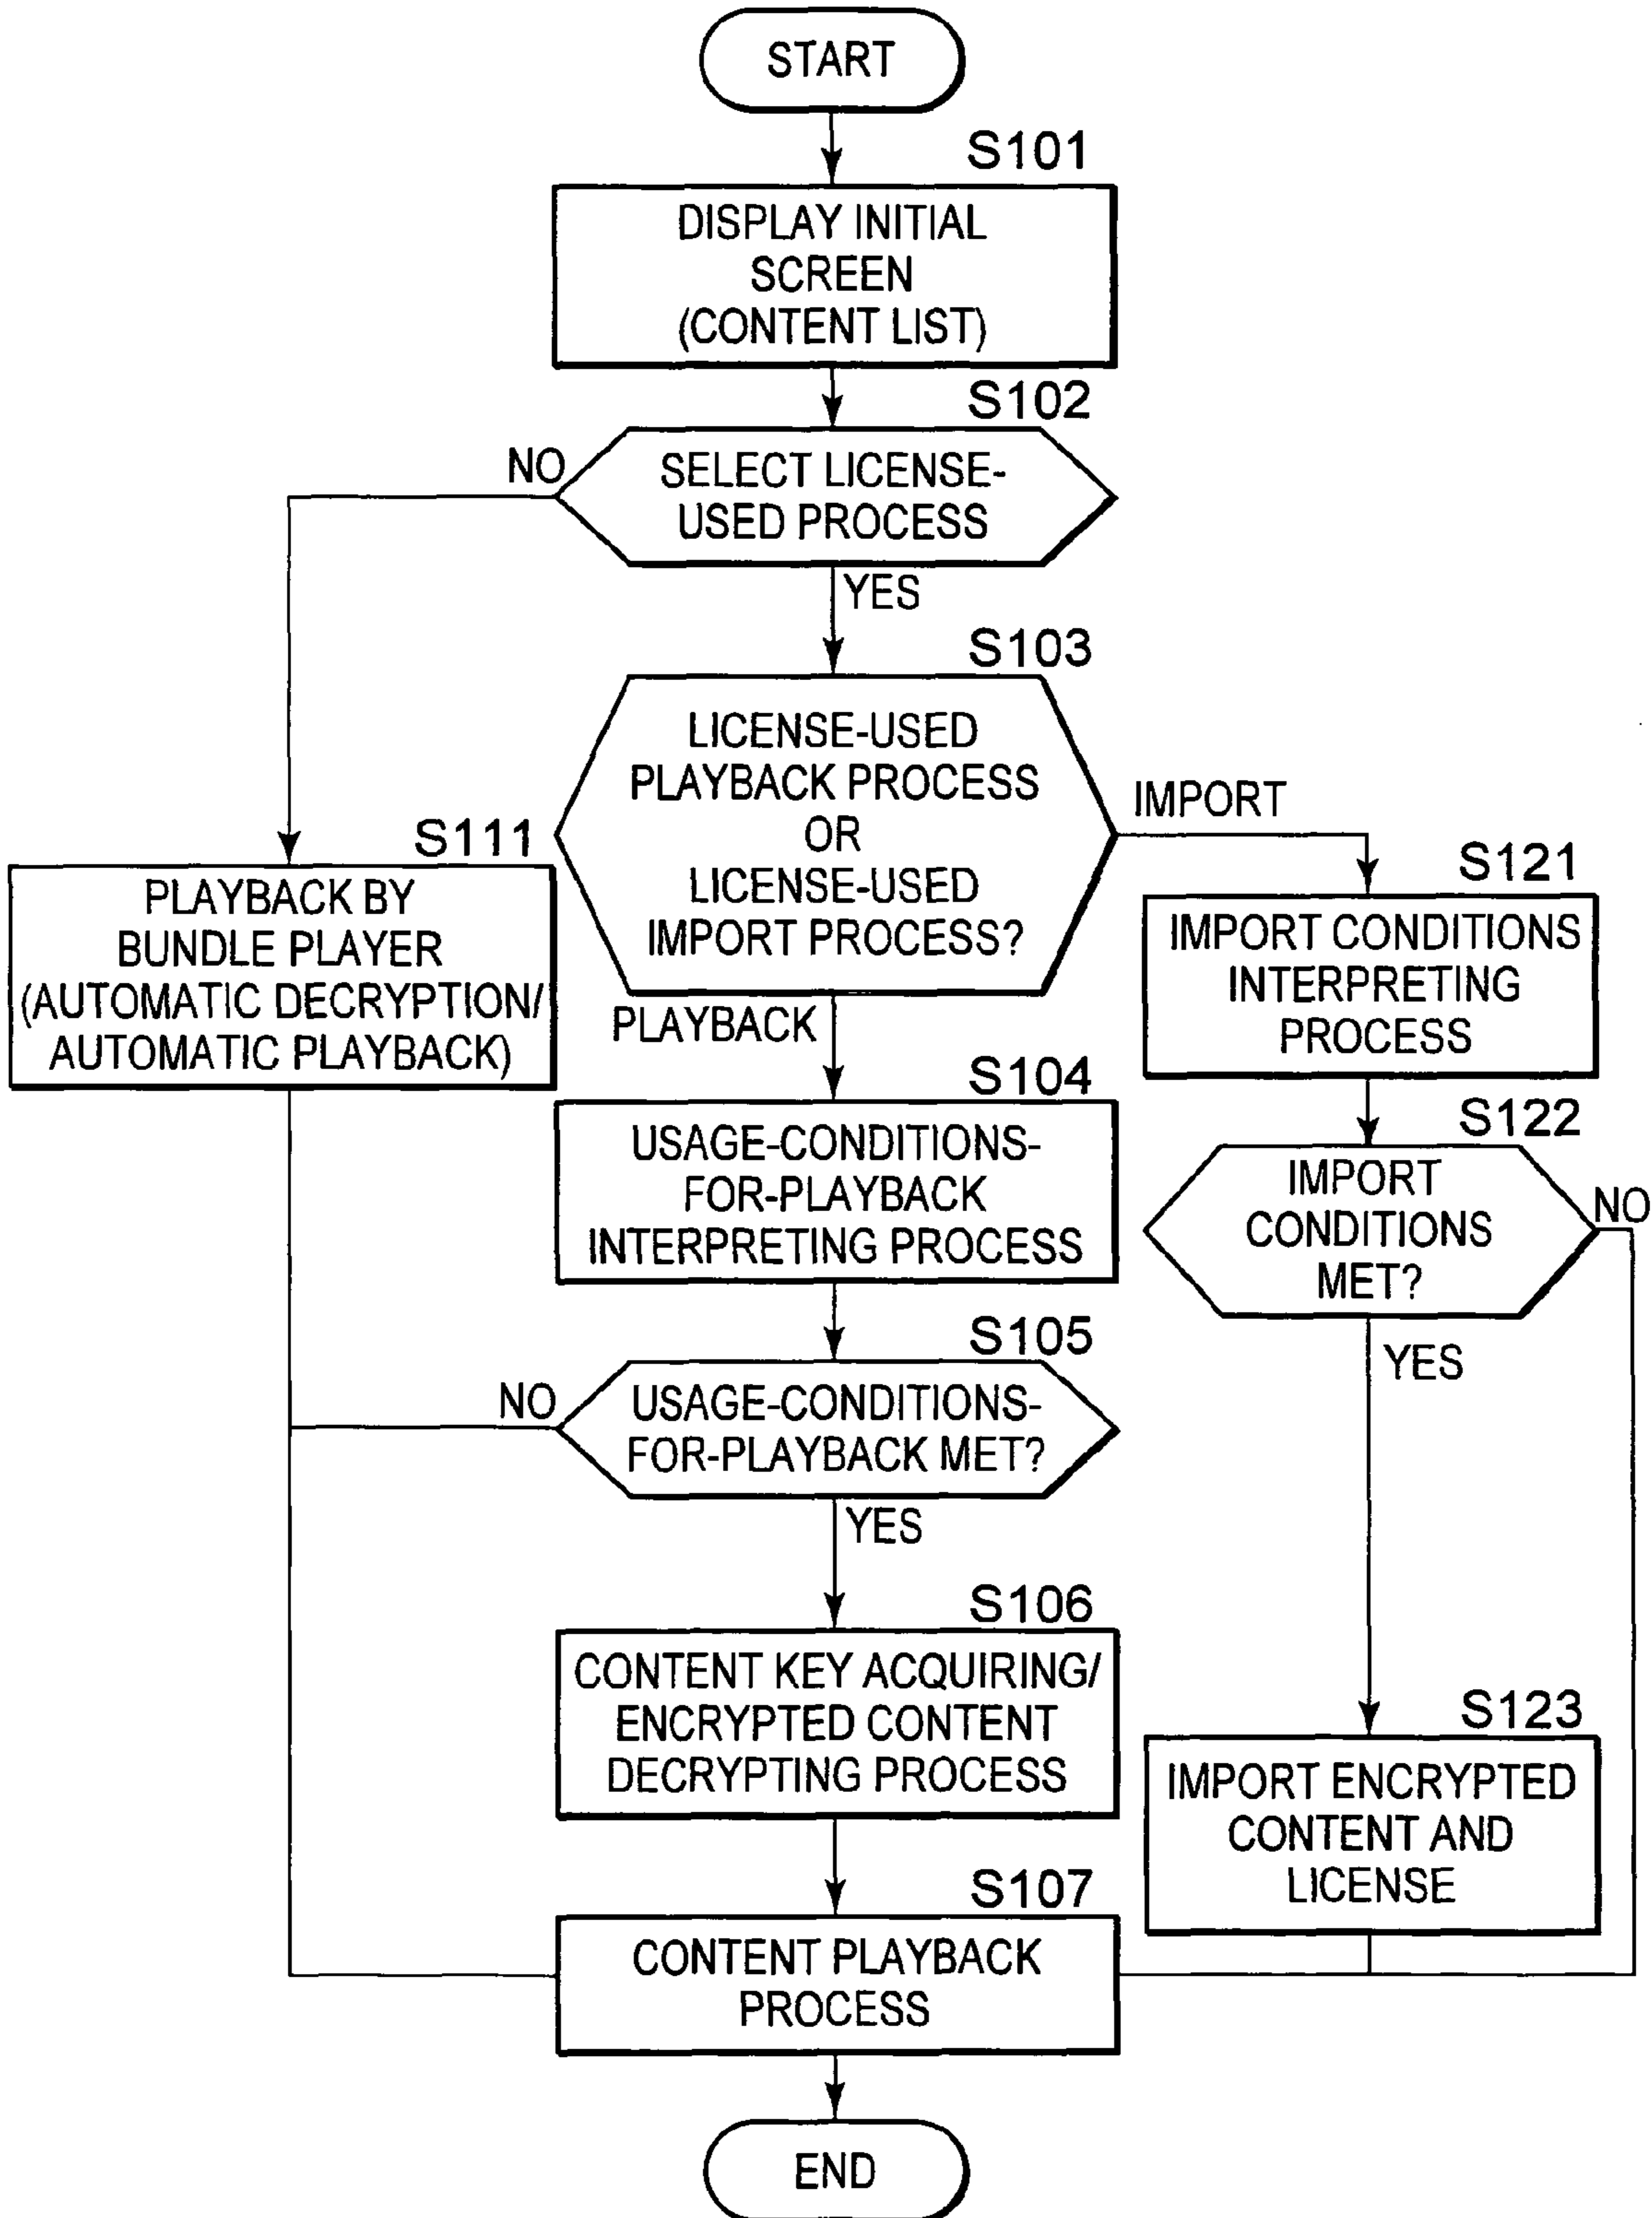 START
S101
DISPLAY INITIAL
SCREEN
(CONTENT LIST)
S102
NO
SELECT LICENSE-
USED PROCESS
YES
S103
LICENSE-USED
PLAYBACK PROCESS
OR
LICENSE-USED
IMPORT PROCESS?
IMPORT
PLAYBACK
S111
PLAYBACK BY
BUNDLE PLAYER
(AUTOMATIC DECRYPTION/
AUTOMATIC PLAYBACK)
S121
IMPORT CONDITIONS
INTERPRETING
PROCESS
S104
USAGE-CONDITIONS-
FOR-PLAYBACK
INTERPRETING PROCESS
S122
IMPORT
CONDITIONS
MET?
NO
YES
S105
NO
USAGE-CONDITIONS-
FOR-PLAYBACK MET?
YES
S106
CONTENT KEY ACQUIRING/
ENCRYPTED CONTENT
DECRYPTING PROCESS
S123
IMPORT ENCRYPTED
CONTENT AND
LICENSE
S107
CONTENT PLAYBACK
PROCESS
END